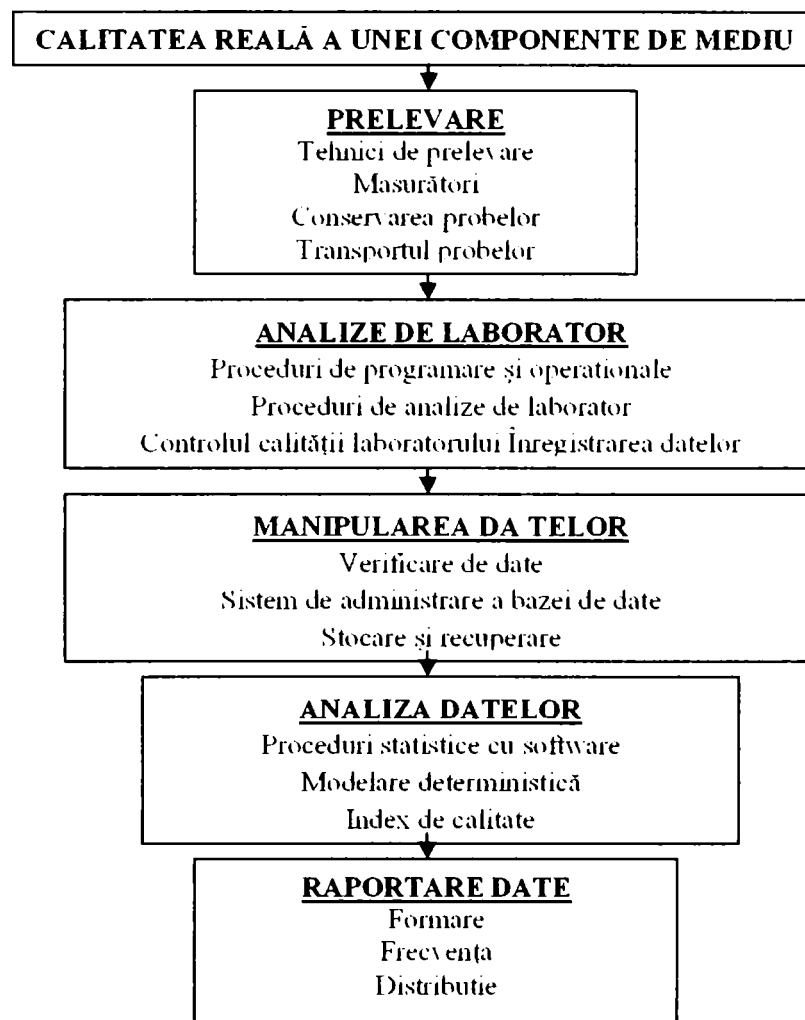 CALITATEA REALĂ A UNEI COMPONENTE DE MEDIU
PRELEVARE
Tehnici de prelevare
Masurători
Conservarea probelor
Transportul probelor
ANALIZE DE LABORATOR
Proceduri de programare și operationale
Proceduri de analize de laborator
Controlul calității laboratorului Înregistrarea datelor
MANIPULAREA DA TELOR
Verificare de date
Sistem de administrare a bazei de date
Stocare și recuperare
ANALIZA DATELOR
Proceduri statistice cu software
Modelare deterministică
Index de calitate
RAPORTARE DATE
Formare
Frecvența
Distributie